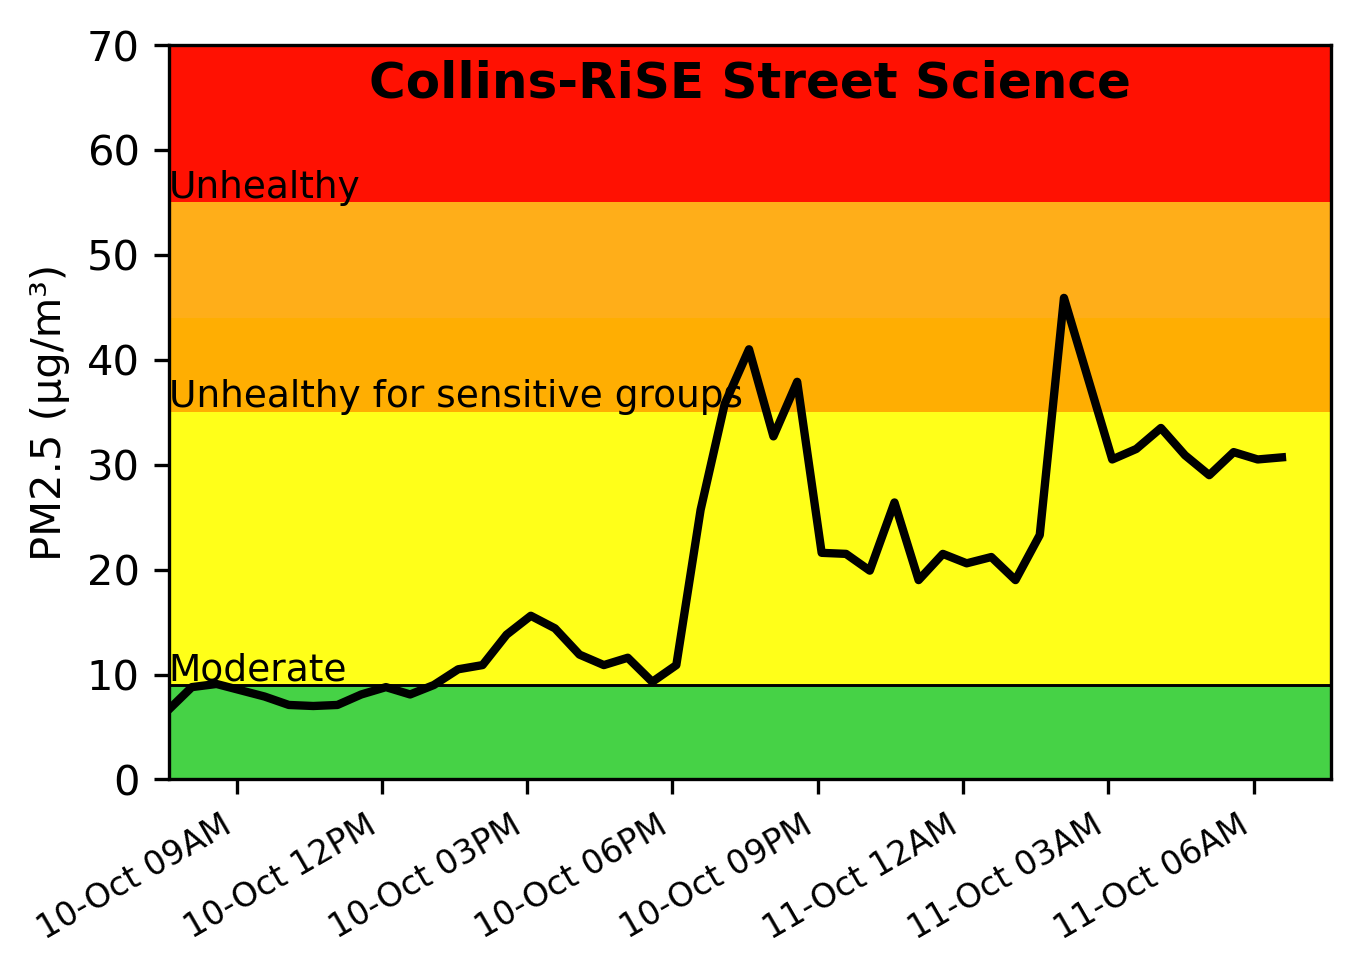 Collins-RiSE Street Science
70
60
50
40
30
20
10
0
PM2.5 (µg/m³)
Unhealthy
Unhealthy for sensitive groups
Moderate
10-Oct 09AM
10-Oct 12PM
10-Oct 03PM
10-Oct 06PM
10-Oct 09PM
11-Oct 12AM
11-Oct 03AM
11-Oct 06AM